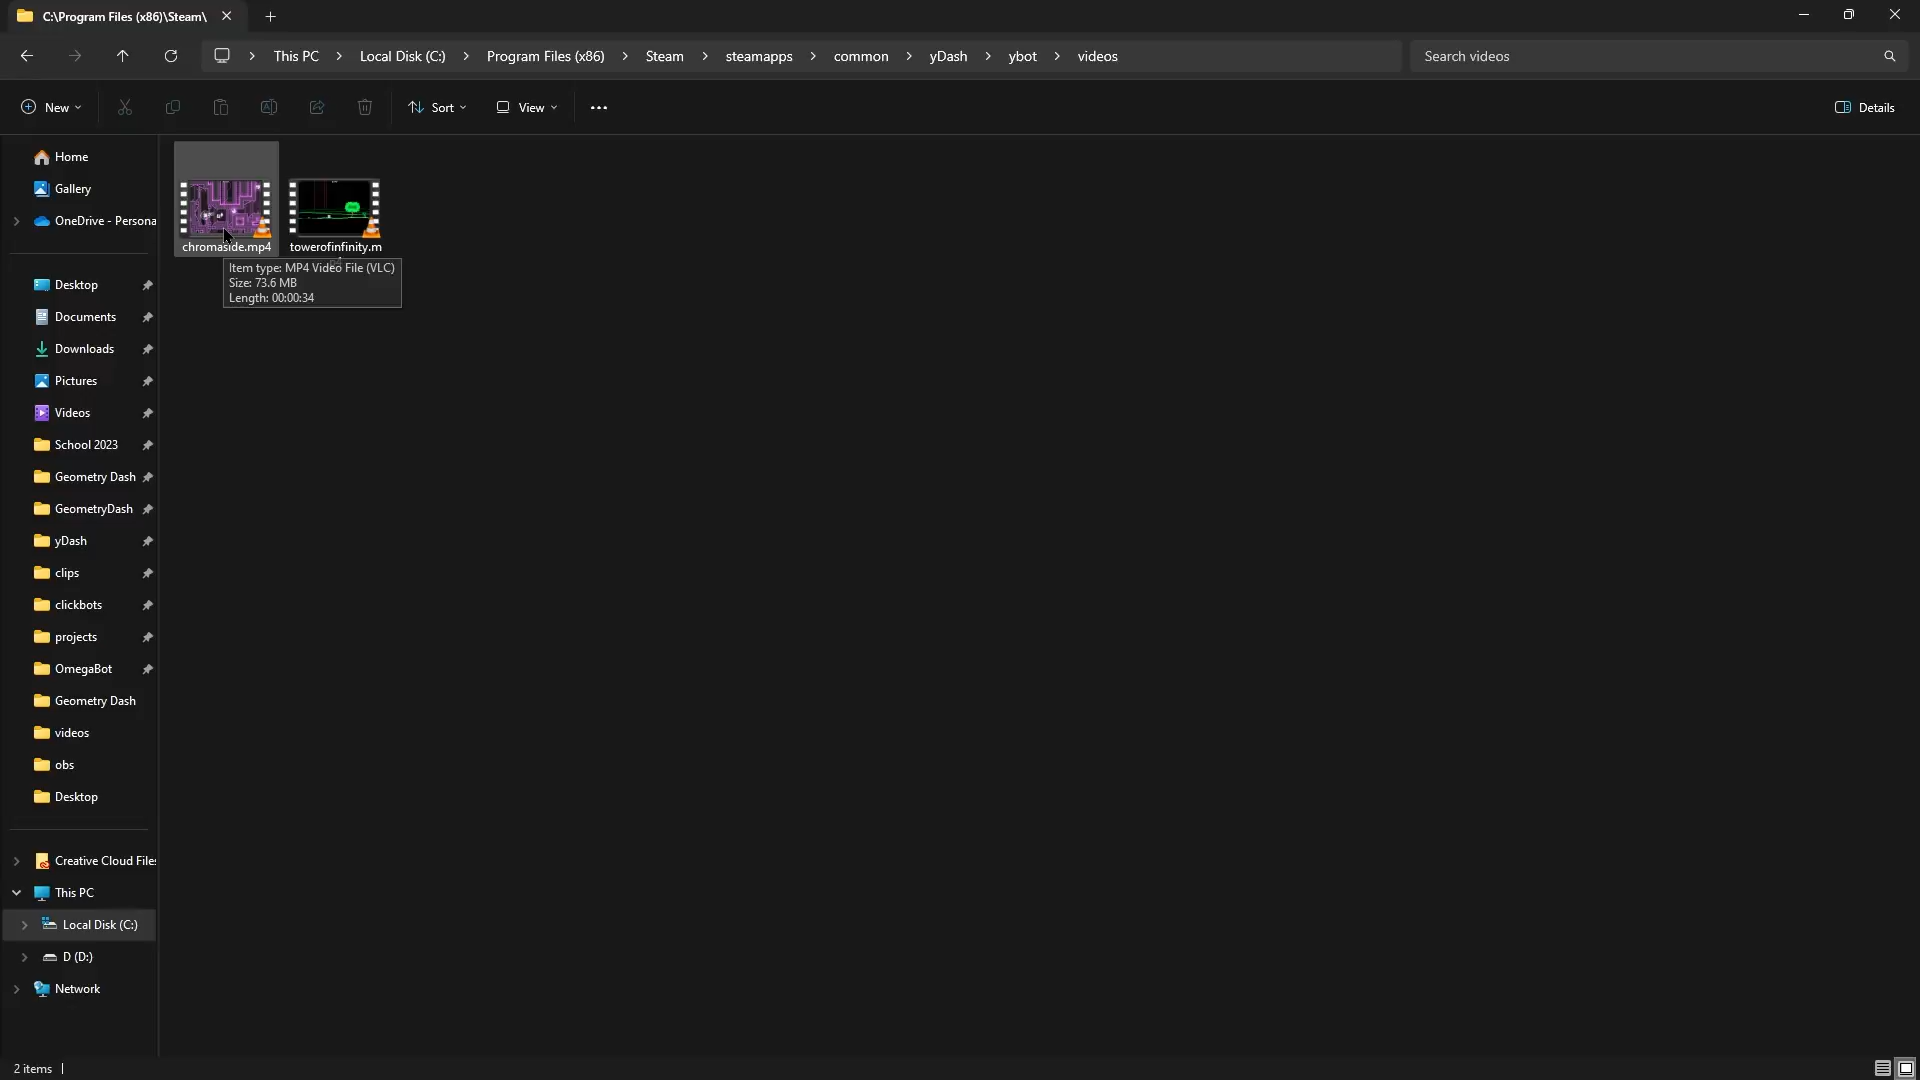 C:\Program Files (x86)\Steam\
This PC
Local Disk (C:)
Program Files (x86)
Steam
steamapps
common
yDash
ybot
videos
Search videos
New
Sort
View
Details
Home
Gallery
OneDrive - Persona
Desktop
Documents
Downloads
Pictures
Videos
School 2023
Geometry Dash
GeometryDash
yDash
clips
clickbots
projects
OmegaBot
Geometry Dash
videos
obs
Desktop
Creative Cloud Files
This PC
Local Disk (C:)
D (D:)
Network
chromaside.mp4
towerofinfinity.m
Item type: MP4 Video File (VLC)
Size: 73.6 MB
Length: 00:00:34
2 items